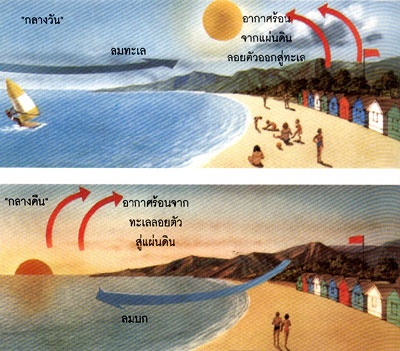 "กลางวัน"
ลมทะเล
อากาศร้อน
จากแผ่นดิน
ลอยตัวออกสู่ทะเล
"กลางคืน"
อากาศร้อนจาก
ทะเลลอยตัว
สู่แผ่นดิน
ลมบก